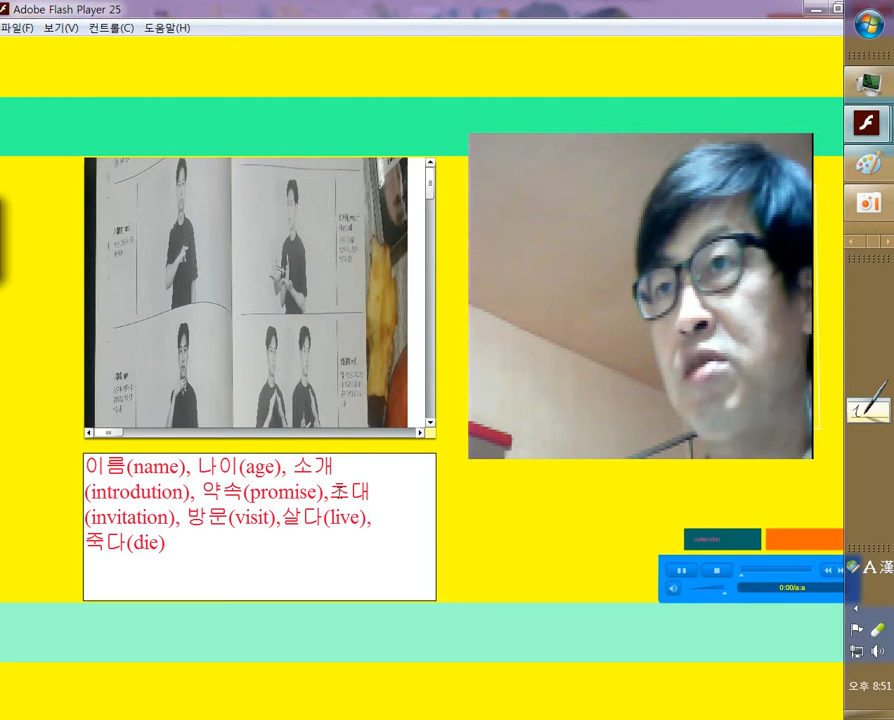 Adobe Flash Player 25
파일(F) 보기(V) 컨트롤(C) 도움말(H)
이름(name), 나이(age), 소개
(introdution), 약속(promise),초대
(invitation), 방문(visit),살다(live),
죽다(die)
calendar
0:00/a:a
A 漢
오후 8:51